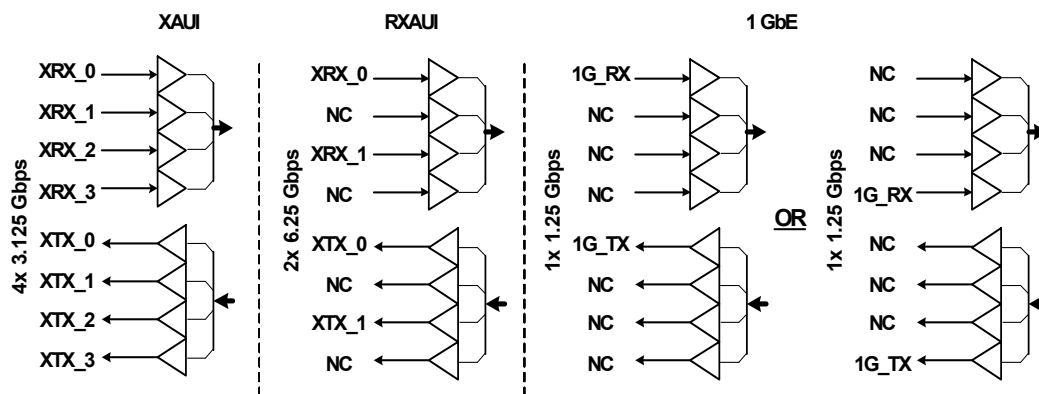 XAUI
RXAUI
1 GbE
4x 3.125 Gbps
XRX_0
XRX_1
XRX_2
XRX_3
XTX_0
XTX_1
XTX_2
XTX_3
2x 6.25 Gbps
XRX_0
NC
XRX_1
NC
XTX_0
NC
XTX_1
NC
1x 1.25 Gbps
1G_RX
NC
NC
NC
1G_TX
NC
NC
NC
OR
1x 1.25 Gbps
NC
NC
NC
1G_RX
NC
NC
NC
1G_TX